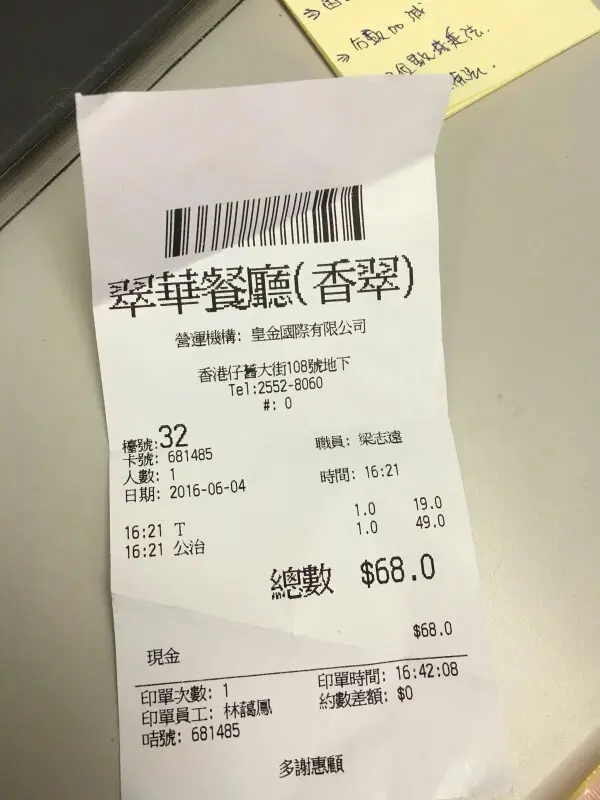 分數加減
翠華餐廳(香翠)
營運機構: 皇金國際有限公司
香港仔舊大街108號地下
Tel:2552-8060
#: 0
檯號:32
卡號: 681485
職員: 梁志遠
人數: 1
時間: 16:21
日期: 2016-06-04
16:21 T 1.0 19.0
16:21 公治 1.0 49.0
總數 $68.0
$68.0
現金
印單次數: 1 印單時間: 16:42:08
印單員工: 林藹鳳 約數差額: $0
咭號: 681485
多謝惠顧